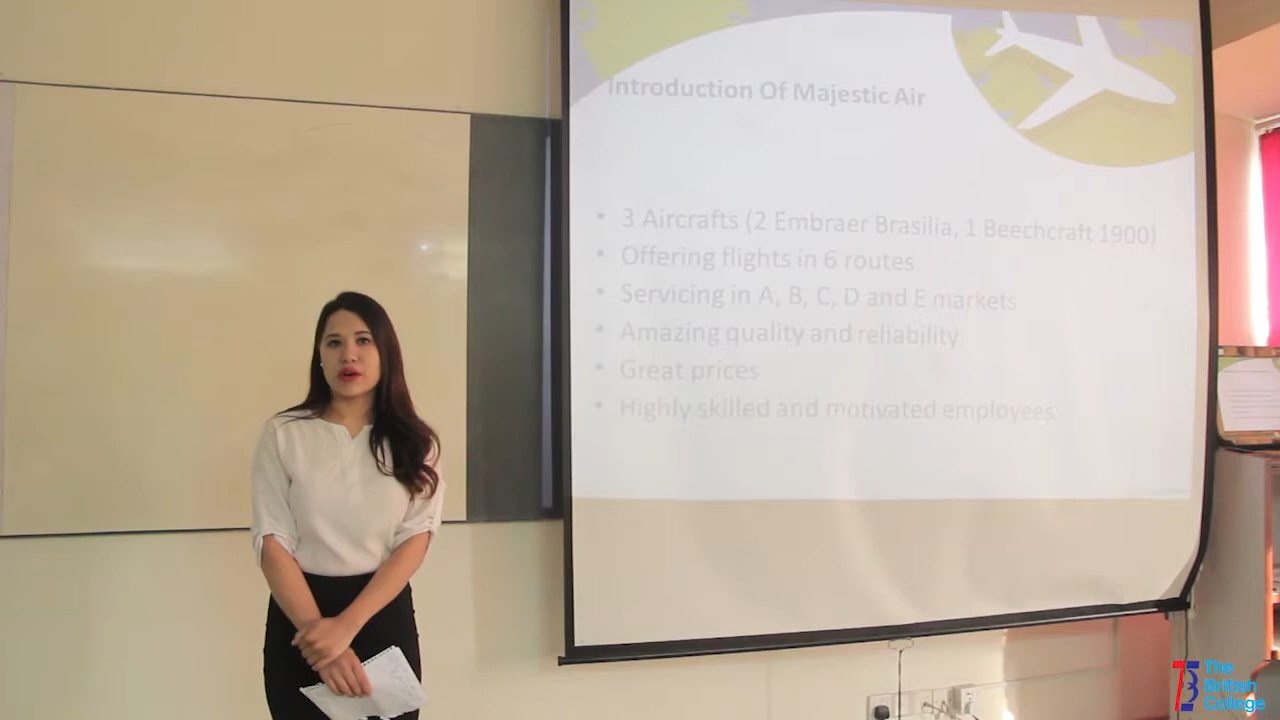 Introduction Of Majestic Air
• 3 Aircrafts (2 Embraer Brasilia, 1 Beechcraft 1900)
• Offering flights in 6 routes
• Servicing in A, B, C, D and E markets
• Amazing quality and reliability
• Great prices
• Highly skilled and motivated employees
The
British
College